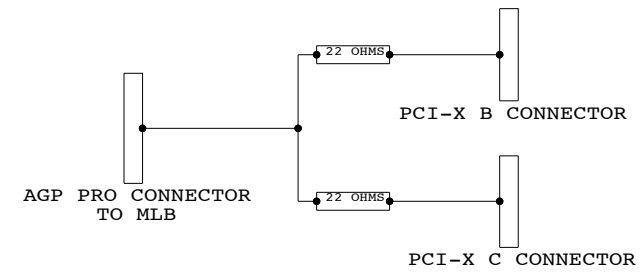 22 OHMS
PCI-X B CONNECTOR
AGP PRO CONNECTOR
TO MLB
22 OHMS
PCI-X C CONNECTOR